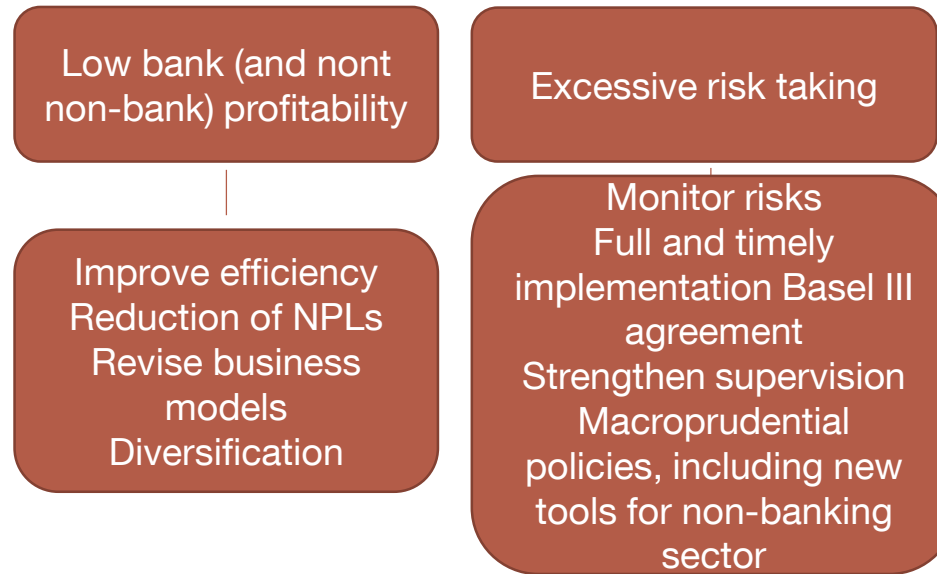 Low bank (and nont
non-bank) profitability
Improve efficiency
Reduction of NPLs
Revise business
models
Diversification
Excessive risk taking
Monitor risks
Full and timely
implementation Basel III
agreement
Strengthen supervision
Macroprudential
policies, including new
tools for non-banking
sector